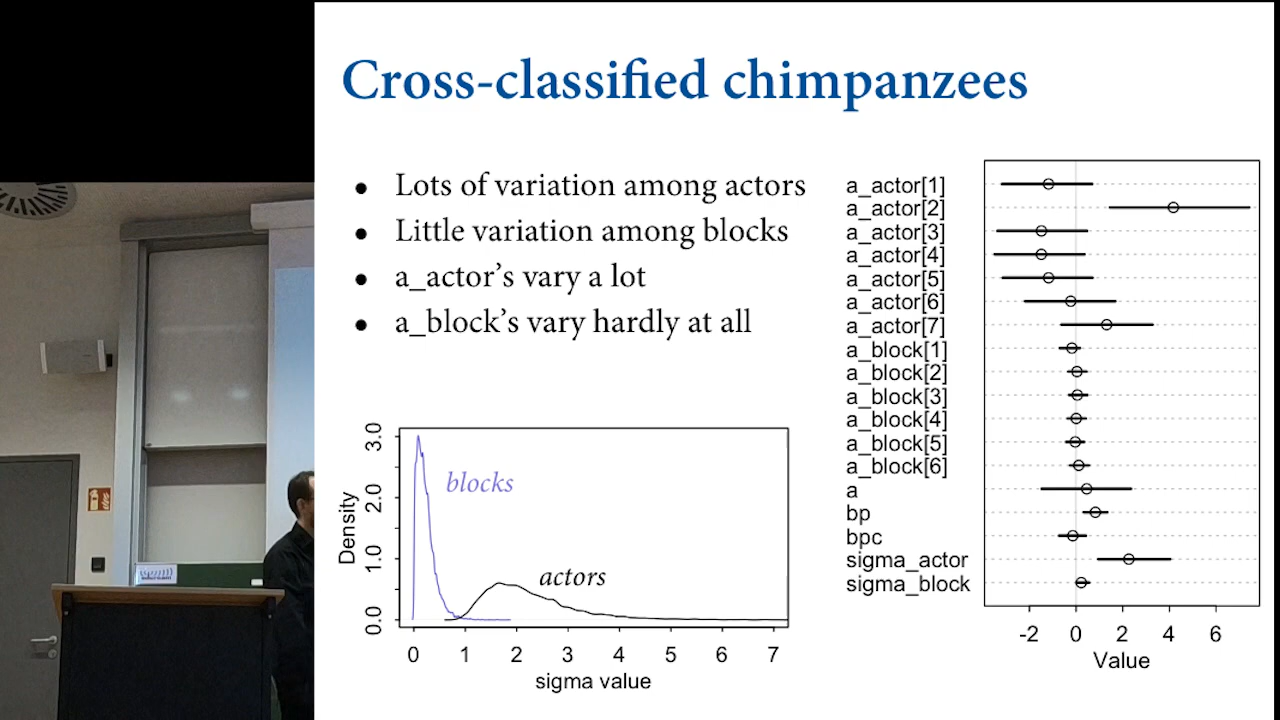 Cross-classified chimpanzees
• Lots of variation among actors
• Little variation among blocks
• a_actor's vary a lot
• a_block's vary hardly at all
Density
0.0 1.0 2.0 3.0
blocks
actors
0 1 2 3 4 5 6 7
sigma value
a_actor[1]
a_actor[2]
a_actor[3]
a_actor[4]
a_actor[5]
a_actor[6]
a_actor[7]
a_block[1]
a_block[2]
a_block[3]
a_block[4]
a_block[5]
a_block[6]
a
bp
bpc
sigma_actor
sigma_block
-2 0 2 4 6
Value